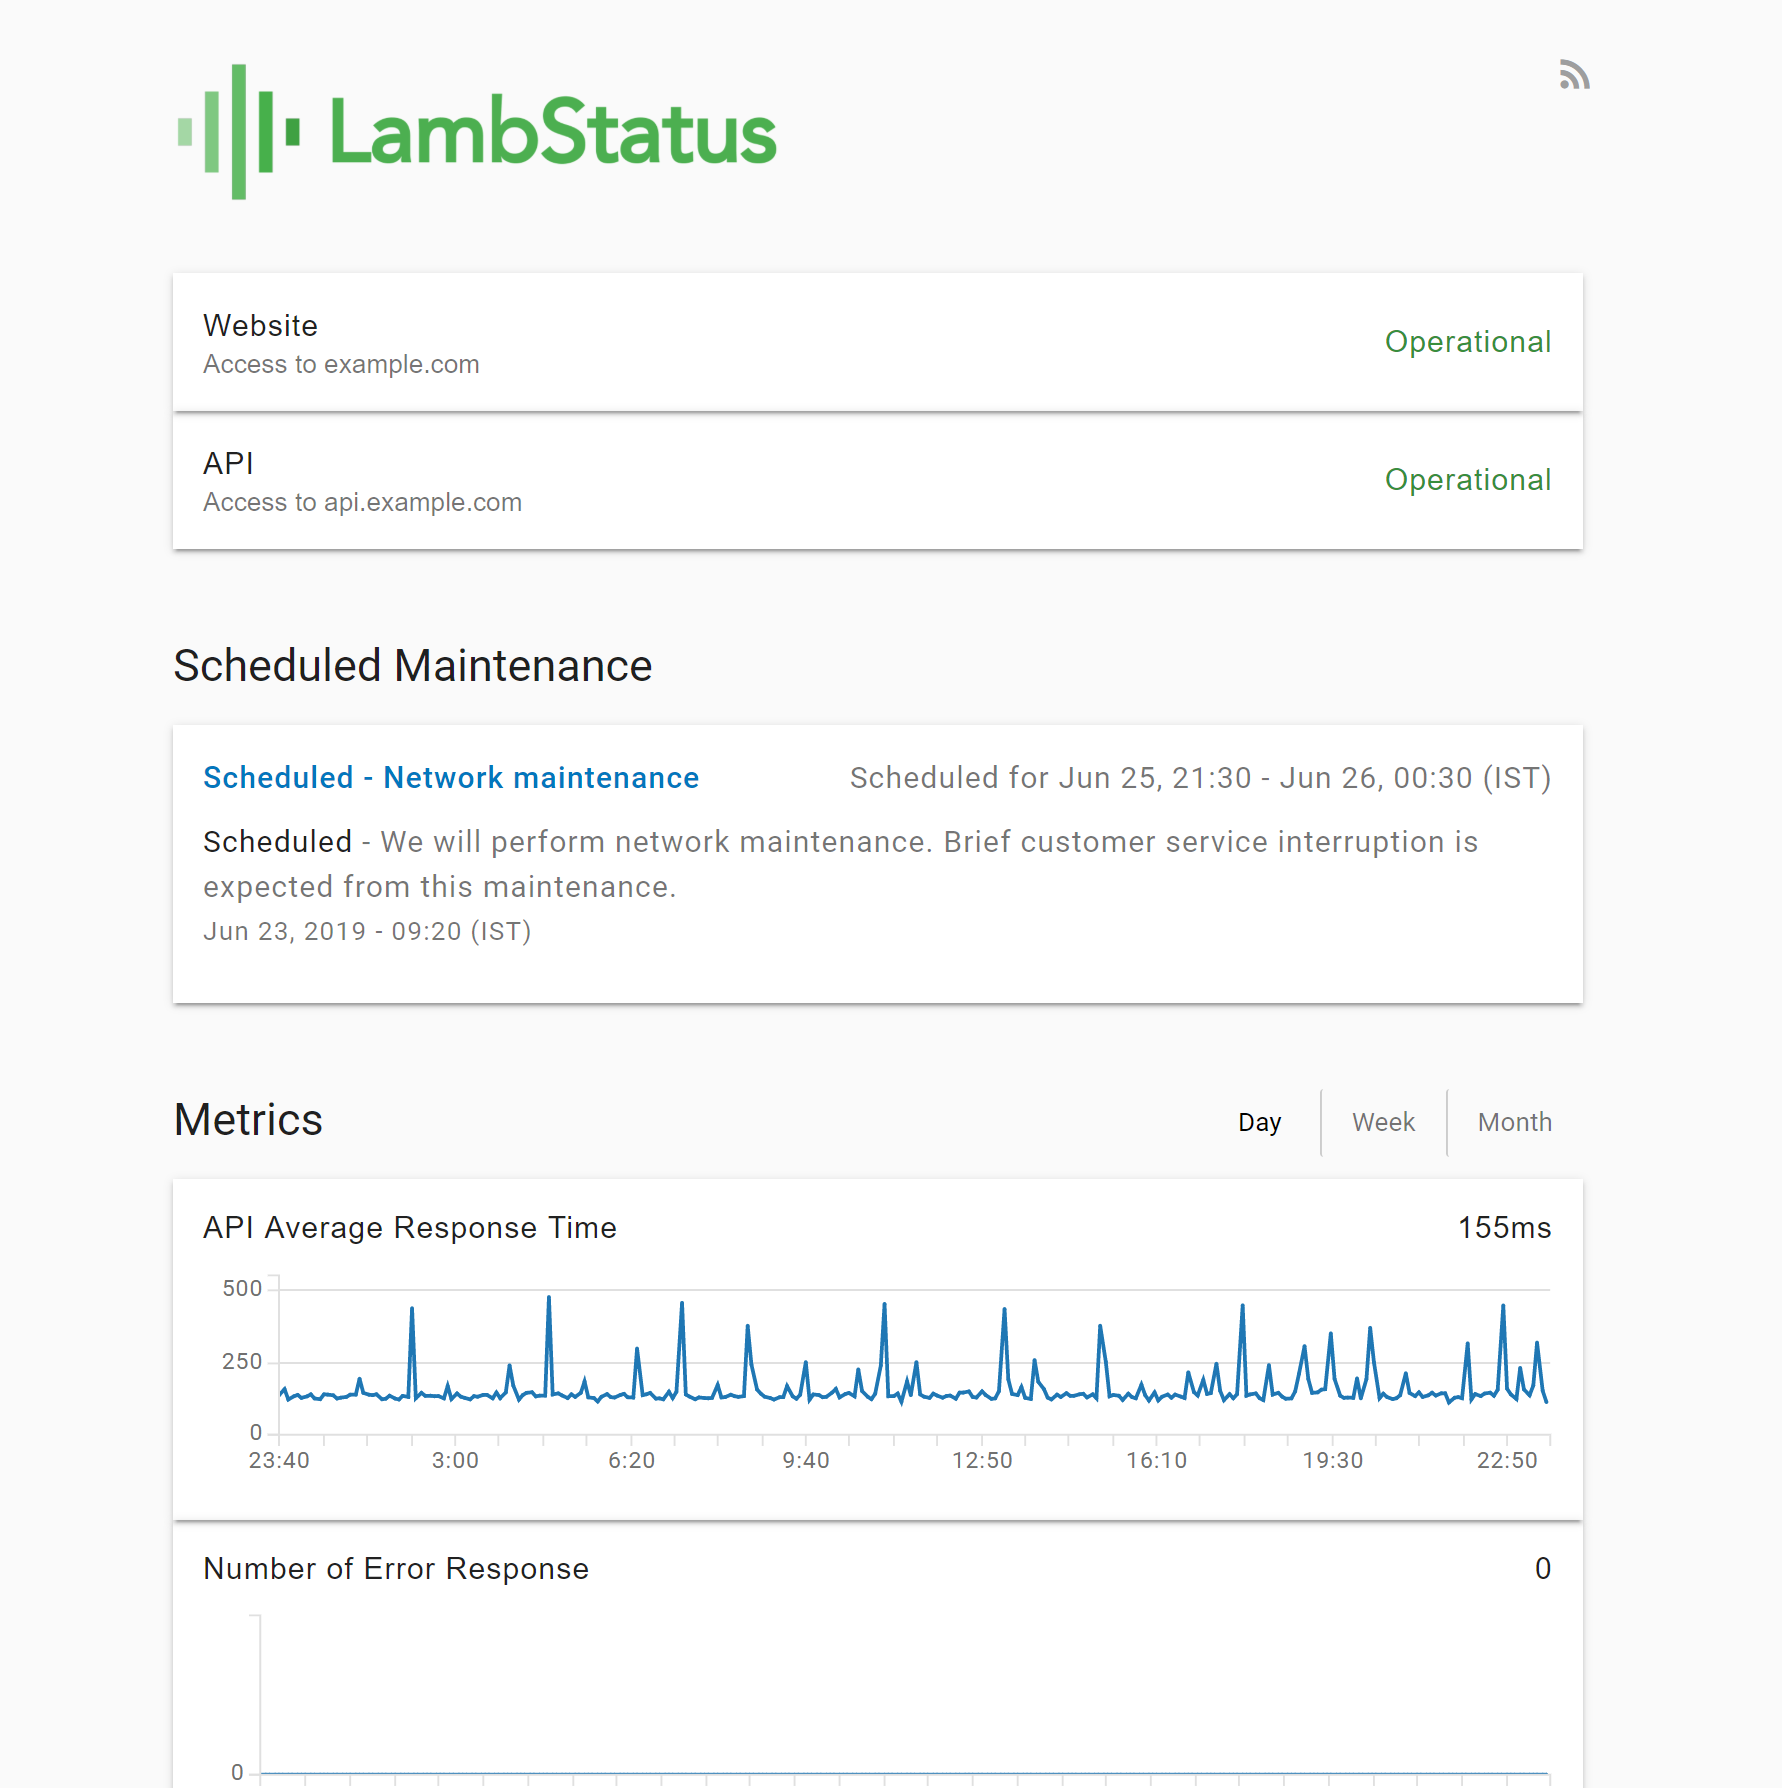 LambStatus
Website
Access to example.com
Operational
API
Access to api.example.com
Operational
Scheduled Maintenance
Scheduled - Network maintenance
Scheduled for Jun 25, 21:30 - Jun 26, 00:30 (IST)
Scheduled - We will perform network maintenance. Brief customer service interruption is
expected from this maintenance.
Jun 23, 2019 - 09:20 (IST)
Metrics
Day
Week
Month
API Average Response Time
155ms
500
250
0
23:40
3:00
6:20
9:40
12:50
16:10
19:30
22:50
Number of Error Response
0
0